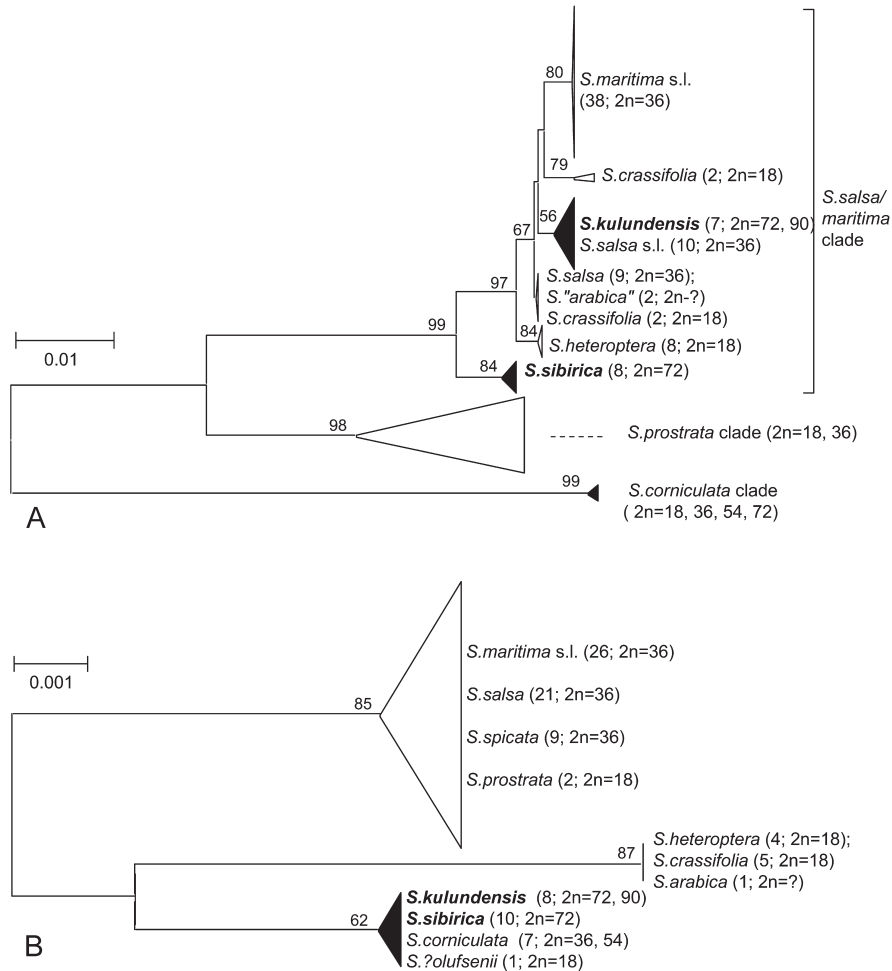 80
S.maritima s.l.
(38; 2n=36)
79
S.crassifolia (2; 2n=18)
S.salsa/
maritima
clade
56
S.kulundensis (7; 2n=72, 90)
67
S.salsa s.l. (10; 2n=36)
S.salsa (9; 2n=36);
97
S."arabica" (2; 2n-?)
S.crassifolia (2; 2n=18)
99
84
S.heteroptera (8; 2n=18)
0.01
84
S.sibirica (8; 2n=72)
98
S.prostrata clade (2n=18, 36)
99
S.corniculata clade
( 2n=18, 36, 54, 72)
A
S.maritima s.l. (26; 2n=36)
0.001
85
S.salsa (21; 2n=36)
S.spicata (9; 2n=36)
S.prostrata (2; 2n=18)
S.heteroptera (4; 2n=18);
87
S.crassifolia (5; 2n=18)
S.arabica (1; 2n=?)
S.kulundensis (8; 2n=72, 90)
62
S.sibirica (10; 2n=72)
S.corniculata (7; 2n=36, 54)
S.?olufsenii (1; 2n=18)
B